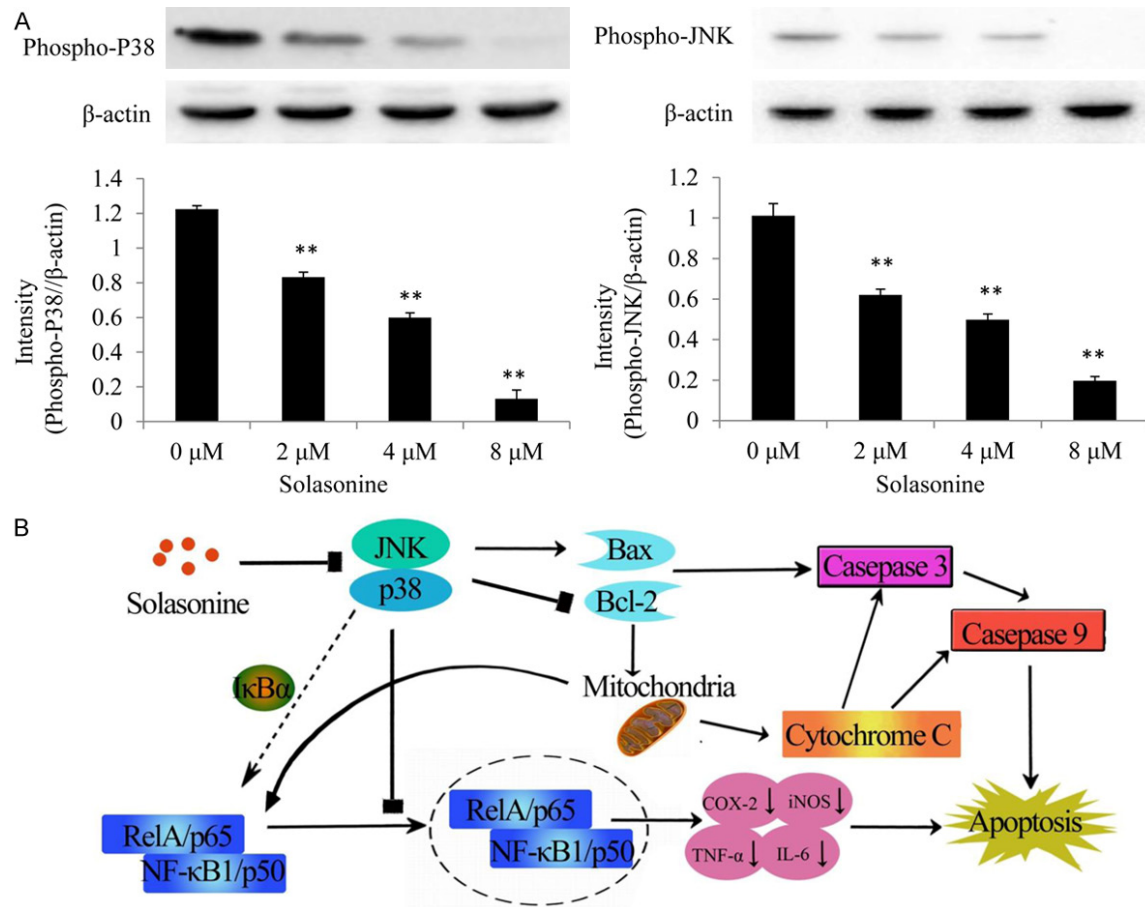 A
Phospho-P38
β-actin
1.4
1.2
1
0.8
0.6
0.4
0.2
0
Intensity
(Phospho-P38//β-actin)
**
**
**
0 μM 2 μM 4 μM 8 μM
Solasonine
Phospho-JNK
β-actin
1.2
1
0.8
0.6
0.4
0.2
0
Intensity
(Phospho-JNK/β-actin)
**
**
**
0 μM 2 μM 4 μM 8 μM
Solasonine
B
Solasonine
JNK
p38
Bax
Bcl-2
Casepase 3
Casepase 9
IκBα
Mitochondria
Cytochrome C
RelA/p65
NF-κB1/p50
RelA/p65
NF-κB1/p50
COX-2↓ iNOS↓
TNF-α↓ IL-6↓
Apoptosis